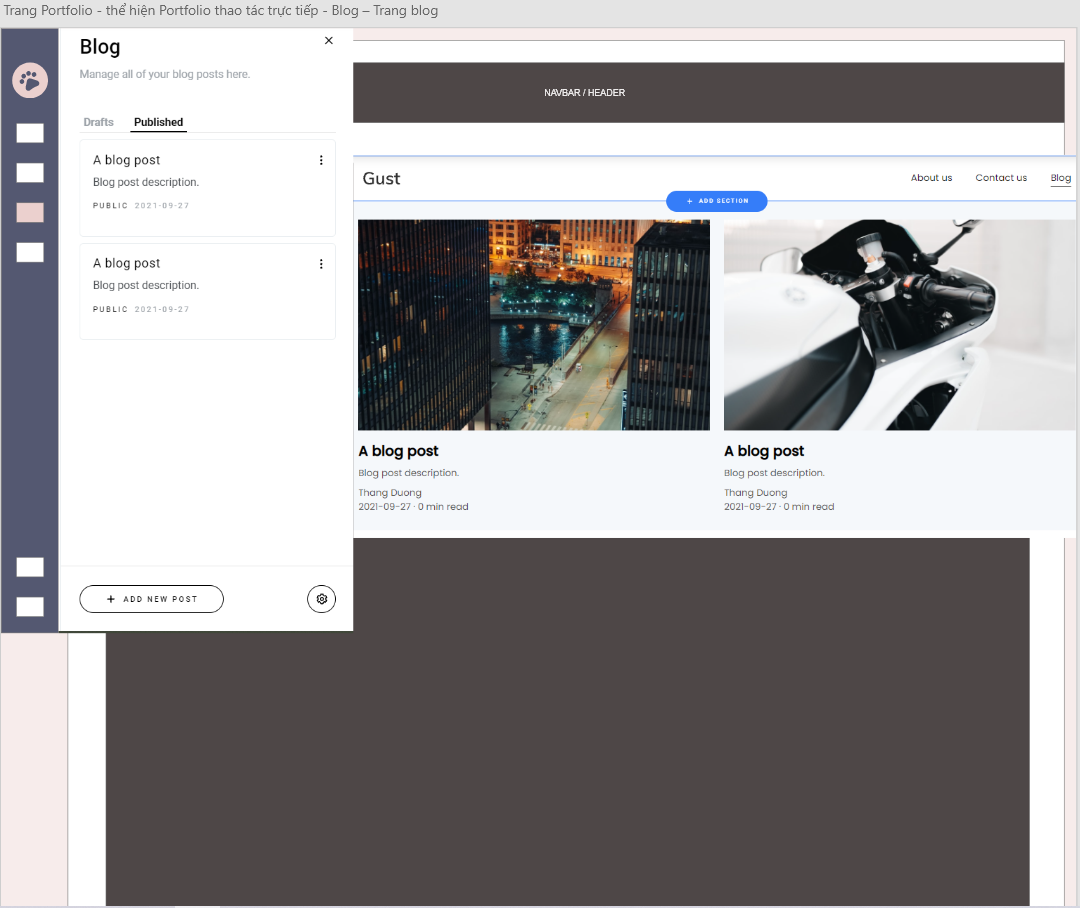 Trang Portfolio - thể hiện Portfolio thao tác trực tiếp - Blog – Trang blog
Blog
Manage all of your blog posts here.
Drafts Published
A blog post
Blog post description.
PUBLIC 2021-09-27
A blog post
Blog post description.
PUBLIC 2021-09-27
+ ADD NEW POST
NAVBAR / HEADER
Gust
About us Contact us Blog
+ ADD SECTION
A blog post
Blog post description.
Thang Duong
2021-09-27 · 0 min read
A blog post
Blog post description.
Thang Duong
2021-09-27 · 0 min read